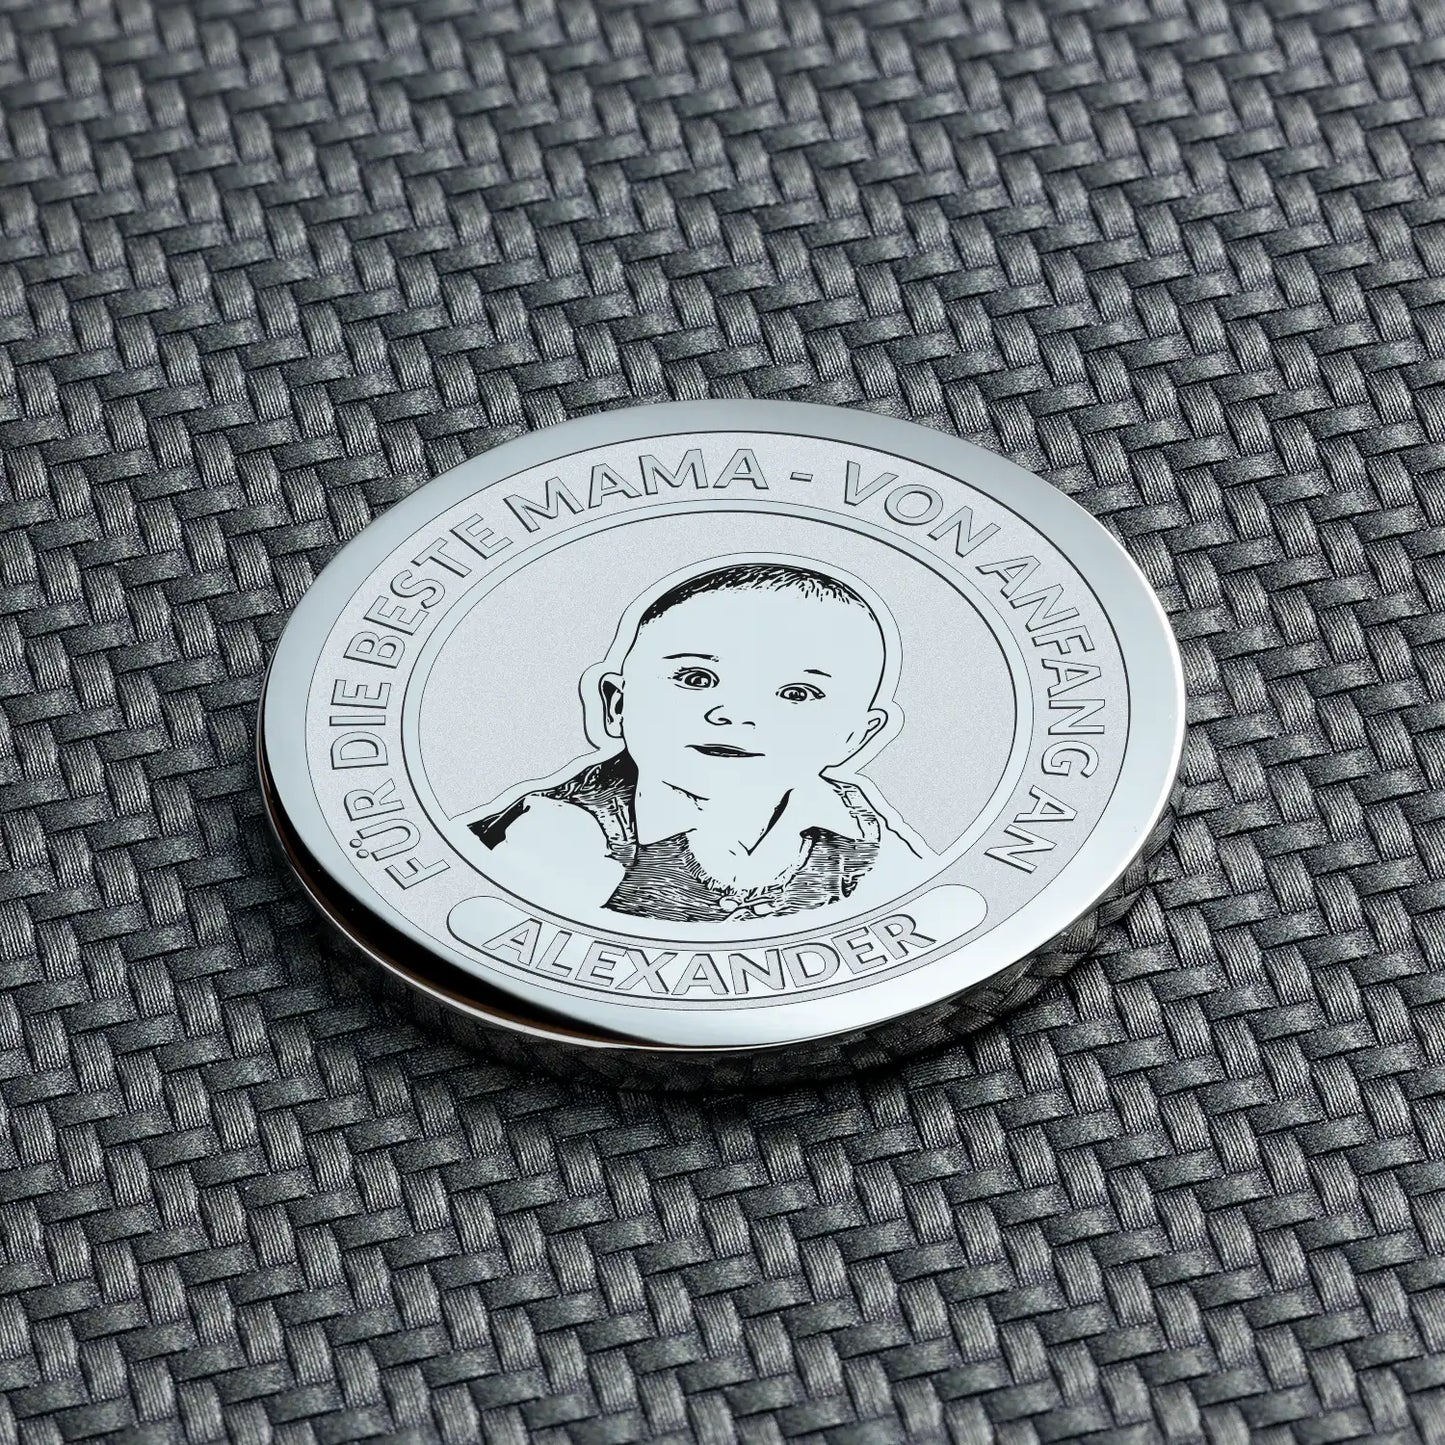 FÜR DIE BESTE MAMA - VON ANFANG AN
ALEXANDER